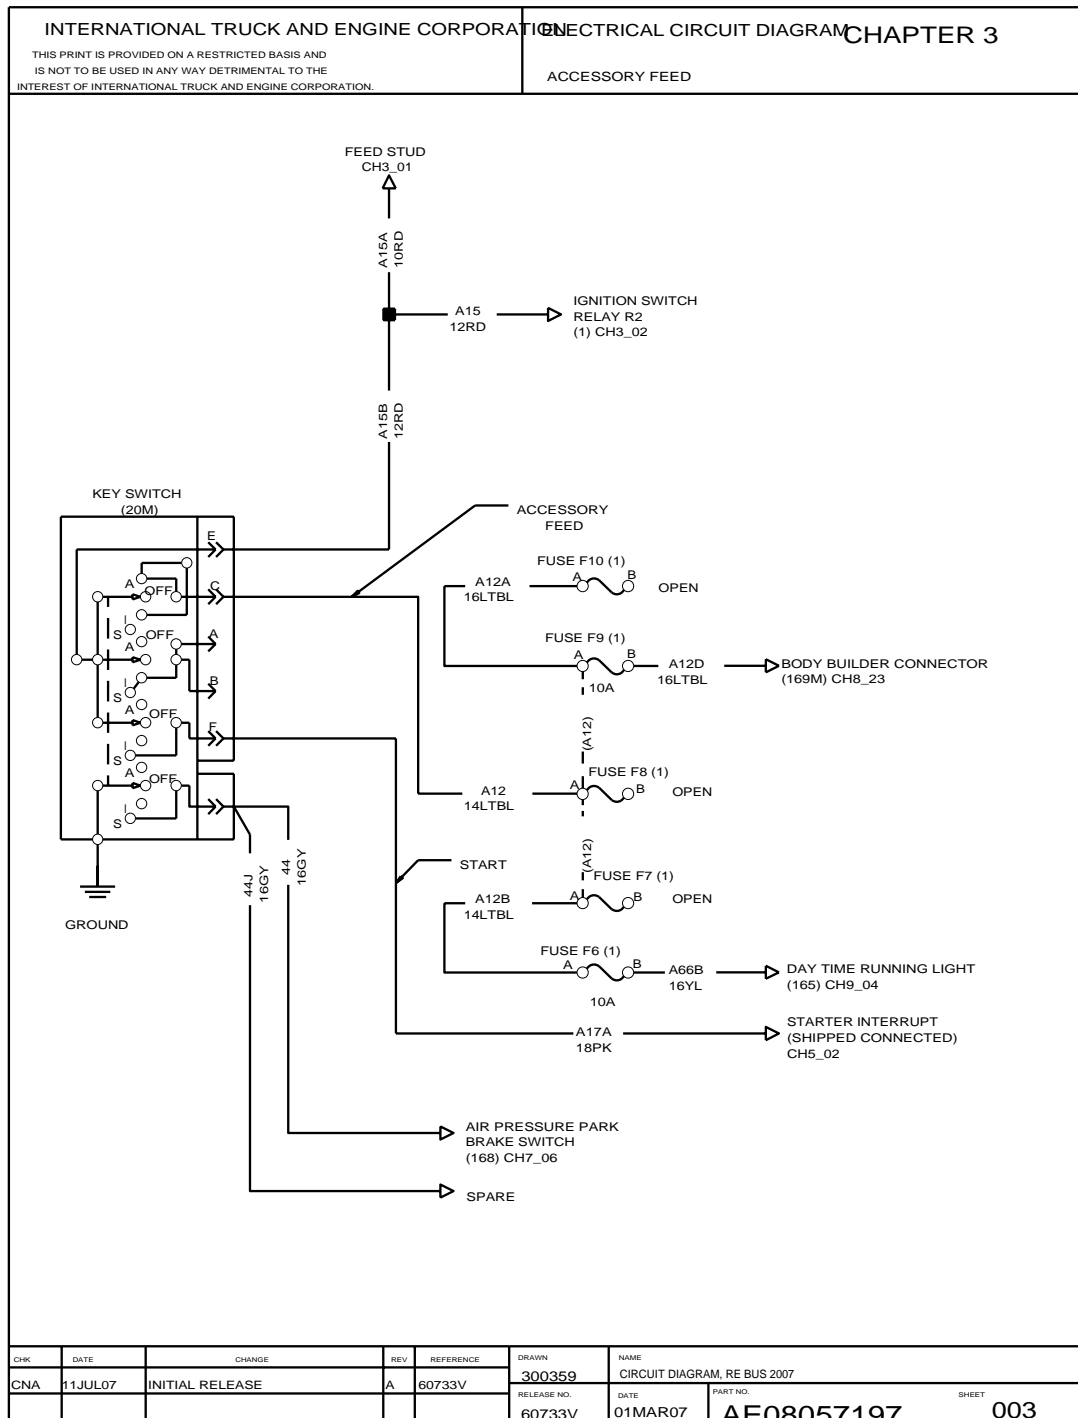 INTERNATIONAL TRUCK AND ENGINE CORPORATION
ELECTRICAL CIRCUIT DIAGRAM
CHAPTER 3
THIS PRINT IS PROVIDED ON A RESTRICTED BASIS AND
IS NOT TO BE USED IN ANY WAY DETRIMENTAL TO THE
INTEREST OF INTERNATIONAL TRUCK AND ENGINE CORPORATION.
ACCESSORY FEED
FEED STUD
CH3_01
A15A
10RD
A15
12RD
IGNITION SWITCH
RELAY R2
(1) CH3_02
A15B
12RD
KEY SWITCH
(20M)
E
C
A
B
F
A
OFF
I
S
A
OFF
I
S
A
OFF
I
S
A
OFF
I
S
GROUND
ACCESSORY
FEED
FUSE F10 (1)
A12A
16LTBL
A
B
OPEN
FUSE F9 (1)
A
B
10A
A12D
16LTBL
BODY BUILDER CONNECTOR
(169M) CH8_23
(A12)
FUSE F8 (1)
A12
14LTBL
A
B
OPEN
START
(A12)
FUSE F7 (1)
A12B
14LTBL
A
B
OPEN
FUSE F6 (1)
A
B
10A
A66B
16YL
DAY TIME RUNNING LIGHT
(165) CH9_04
A17A
18PK
STARTER INTERRUPT
(SHIPPED CONNECTED)
CH5_02
44J
16GY
44
16GY
AIR PRESSURE PARK
BRAKE SWITCH
(168) CH7_06
SPARE
CHK DATE CHANGE REV REFERENCE
CNA 11JUL07 INITIAL RELEASE A 60733V
DRAWN
300359
NAME
CIRCUIT DIAGRAM, RE BUS 2007
RELEASE NO.
60733V
DATE
01MAR07
PART NO.
AE08057197
SHEET
003